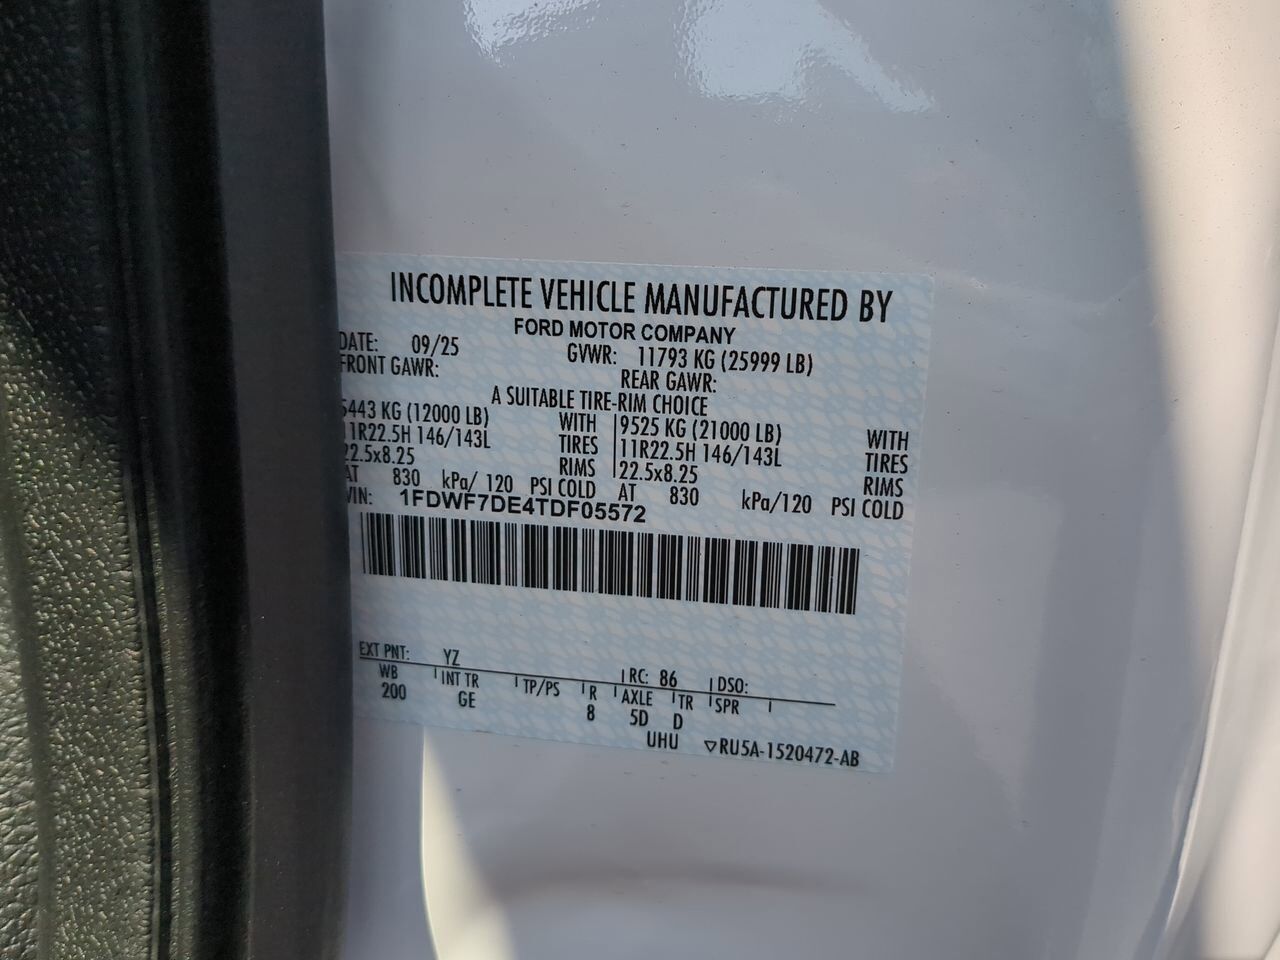 INCOMPLETE VEHICLE MANUFACTURED BY
FORD MOTOR COMPANY
DATE: 09/25 GVWR: 11793 KG (25999 LB)
FRONT GAWR: REAR GAWR:
A SUITABLE TIRE-RIM CHOICE
5443 KG (12000 LB) WITH 9525 KG (21000 LB) WITH
11R22.5H 146/143L TIRES 11R22.5H 146/143L TIRES
22.5x8.25 RIMS 22.5x8.25 RIMS
AT 830 kPa/ 120 PSI COLD AT 830 kPa/120 PSI COLD
VIN: 1FDWF7DE4TDF05572
EXT PNT: YZ RC: 86 DSO:
WB INT TR TP/PS R AXLE TR SPR
200 GE 8 5D D
UHU ▽RU5A-1520472-AB